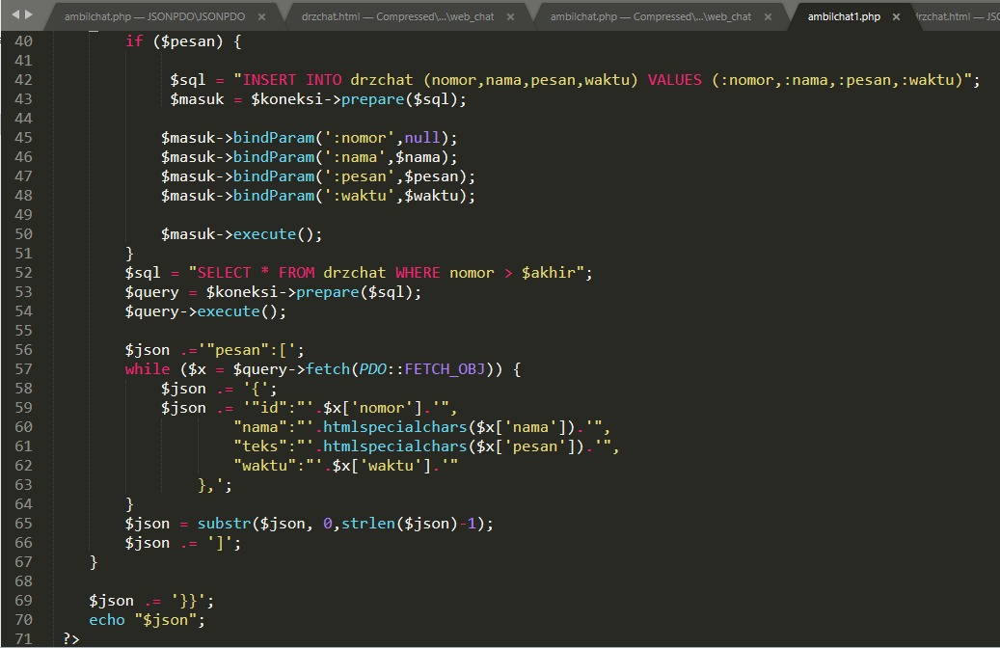 ambilchat.php — JSONPDO\JSONPDO × drzchat.html — Compressed\...\web_chat × ambilchat.php — Compressed\...\web_chat × ambilchat1.php × rzchat.html — JSO
40 if ($pesan) {
41
42 $sql = "INSERT INTO drzchat (nomor,nama,pesan,waktu) VALUES (:nomor,:nama,:pesan,:waktu)";
43 $masuk = $koneksi->prepare($sql);
44
45 $masuk->bindParam(':nomor',null);
46 $masuk->bindParam(':nama',$nama);
47 $masuk->bindParam(':pesan',$pesan);
48 $masuk->bindParam(':waktu',$waktu);
49
50 $masuk->execute();
51 }
52 $sql = "SELECT * FROM drzchat WHERE nomor > $akhir";
53 $query = $koneksi->prepare($sql);
54 $query->execute();
55
56 $json .='"pesan":[';
57 while ($x = $query->fetch(PDO::FETCH_OBJ)) {
58 $json .= '{';
59 $json .= '"id":"'.$x['nomor'].'",
60 "nama":"'.htmlspecialchars($x['nama']).'",
61 "teks":"'.htmlspecialchars($x['pesan']).'",
62 "waktu":"'.$x['waktu'].'"
63 },';
64 }
65 $json = substr($json, 0,strlen($json)-1);
66 $json .= ']';
67 }
68
69 $json .= '}}';
70 echo "$json";
71 ?>